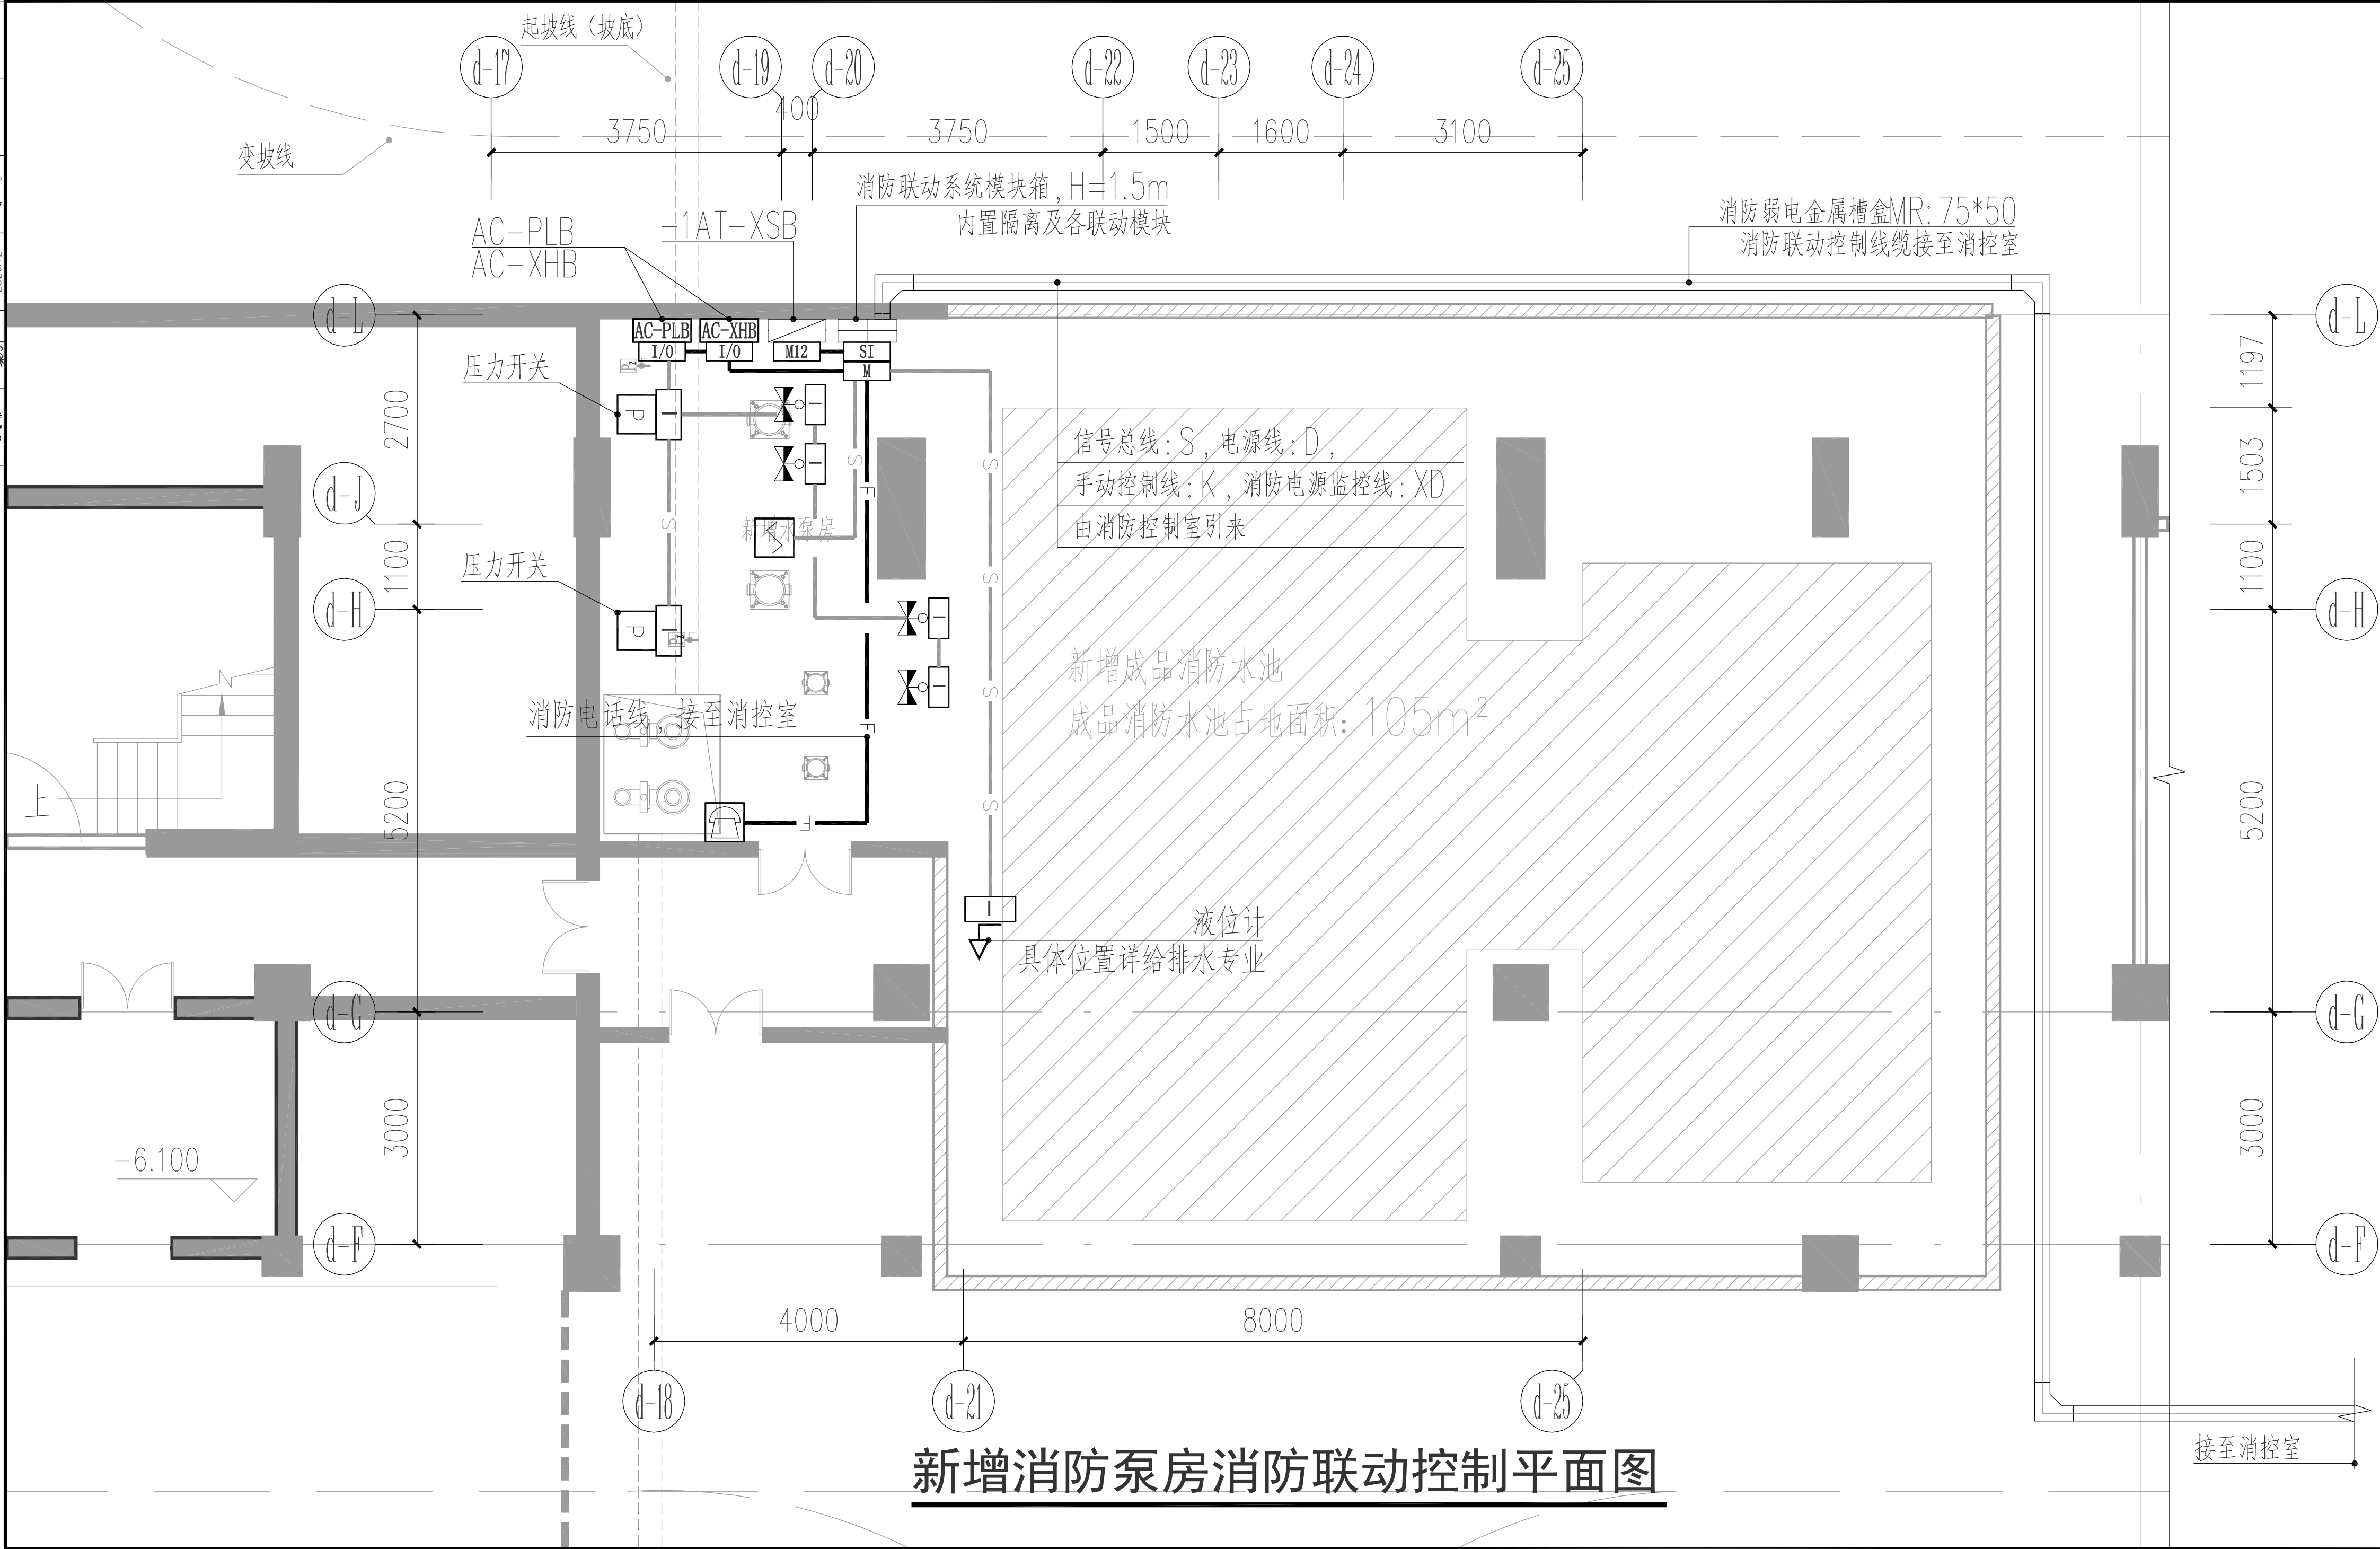 起坡线（坡底）
d-17
d-19
d-20
d-22
d-23
d-24
d-25
400
3750
3750
1500
1600
3100
变坡线
消防联动系统模块箱,H=1.5m
内置隔离及各联动模块
AC-PLB
AC-XHB
-1AT-XSB
消防弱电金属槽盒MR:75*50
消防联动控制线缆接至消控室
d-L
d-L
AC-PLB
AC-XHB
I/O
I/O
M12
SI
M
1197
压力开关
P
I
I
I
2700
信号总线:S,电源线:D,
手动控制线:K,消防电源监控线:XD
由消防控制室引来
S
S
F
1503
d-J
S
新增水泵房
1100
压力开关
S
1100
d-H
d-H
P
I
I
I
新增成品消防水池
成品消防水池占地面积：105m²
S
消防电话线,接至消控室
F
上
5200
S
F
5200
I
液位计
具体位置详给排水专业
d-G
d-G
3000
3000
-6.100
d-F
d-F
4000
8000
d-18
d-21
d-25
新增消防泵房消防联动控制平面图
接至消控室